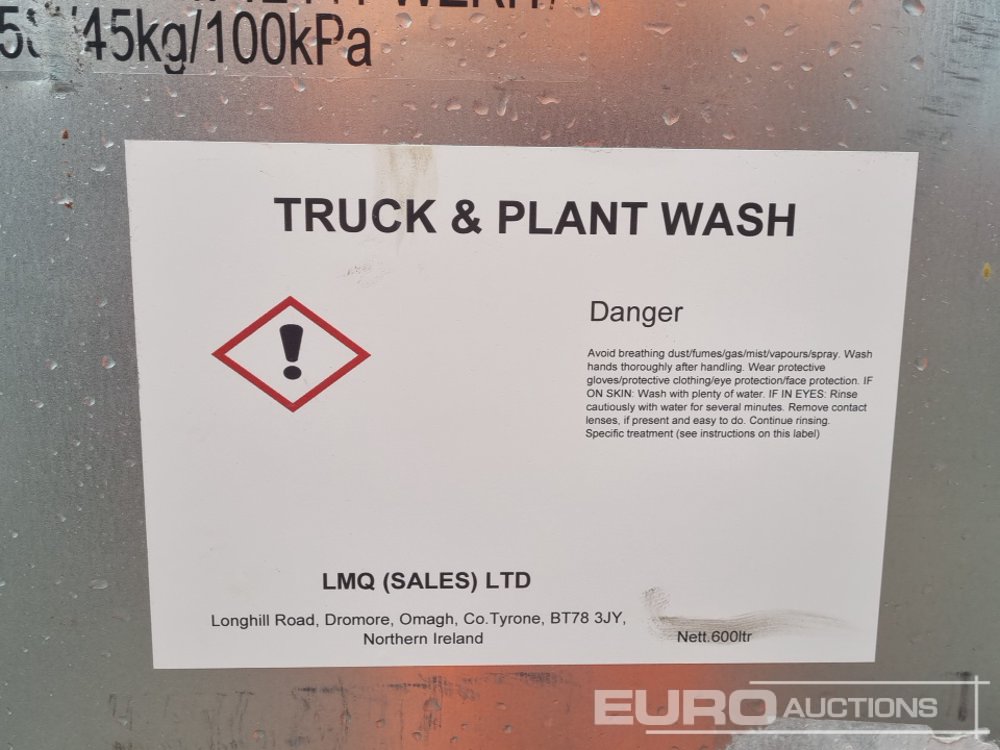 45kg/100kPa
TRUCK & PLANT WASH
Danger
Avoid breathing dust/fumes/gas/mist/vapours/spray. Wash
hands thoroughly after handling. Wear protective
gloves/protective clothing/eye protection/face protection. IF
ON SKIN: Wash with plenty of water. IF IN EYES: Rinse
cautiously with water for several minutes. Remove contact
lenses, if present and easy to do. Continue rinsing.
Specific treatment (see instructions on this label)
LMQ (SALES) LTD
Longhill Road, Dromore, Omagh, Co.Tyrone, BT78 3JY,
Northern Ireland
Nett.600ltr
EURO AUCTIONS